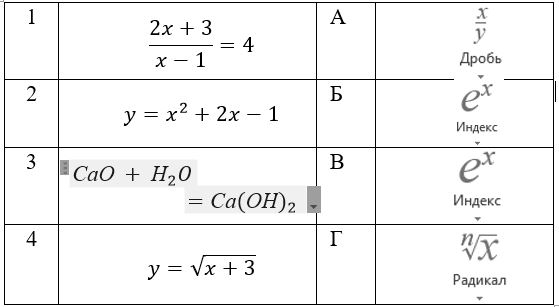 1
2x + 3
x − 1
= 4
А
x
y
Дробь
2
y = x² + 2x − 1
Б
eˣ
Индекс
3
CaO + H₂O
= Ca(OH)₂
В
eˣ
Индекс
4
y = √x + 3
Г
ⁿ√x
Радикал